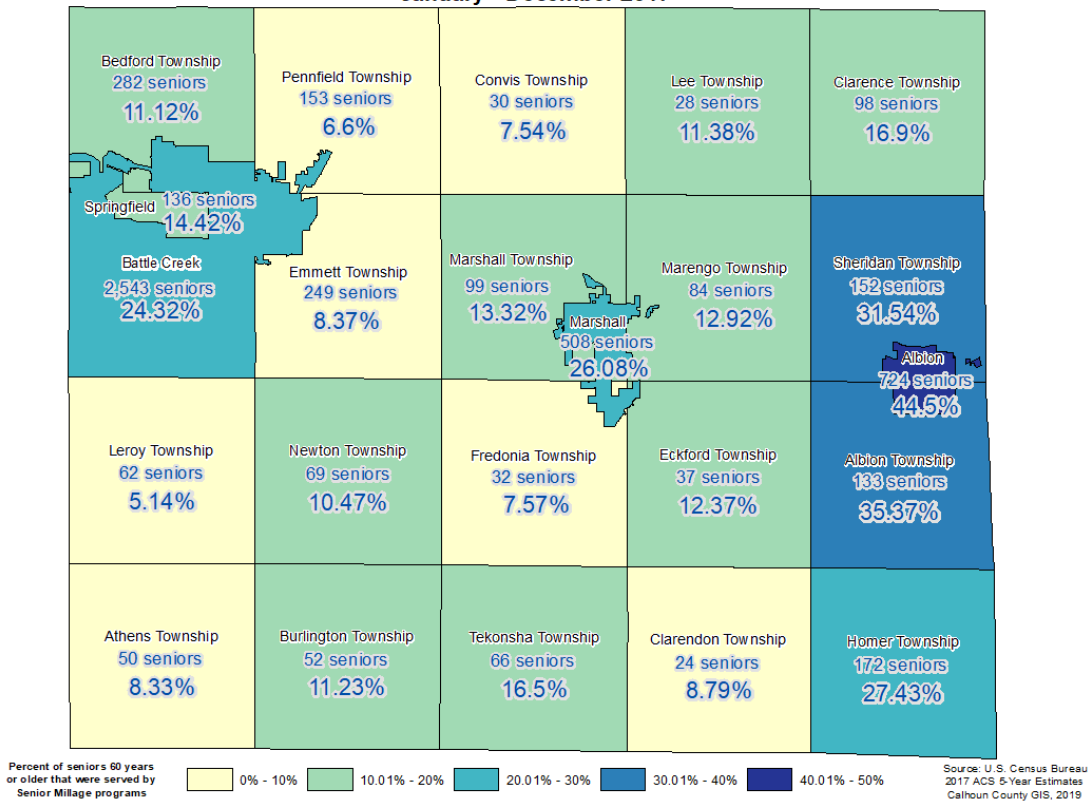 Bedford Township
282 seniors
11.12%
Pennfield Township
153 seniors
6.6%
Convis Township
30 seniors
7.54%
Lee Township
28 seniors
11.38%
Clarence Township
98 seniors
16.9%
Springfield
136 seniors
14.42%
Battle Creek
2,543 seniors
24.32%
Emmett Township
249 seniors
8.37%
Marshall Township
99 seniors
13.32%
Marshall
508 seniors
26.08%
Marengo Township
84 seniors
12.92%
Sheridan Township
152 seniors
31.54%
Albion
724 seniors
44.5%
Leroy Township
62 seniors
5.14%
Newton Township
69 seniors
10.47%
Fredonia Township
32 seniors
7.57%
Eckford Township
37 seniors
12.37%
Albion Township
133 seniors
35.37%
Athens Township
50 seniors
8.33%
Burlington Township
52 seniors
11.23%
Tekonsha Township
66 seniors
16.5%
Clarendon Township
24 seniors
8.79%
Homer Township
172 seniors
27.43%
Percent of seniors 60 years
or older that were served by
Senior Millage programs
0% - 10%
10.01% - 20%
20.01% - 30%
30.01% - 40%
40.01% - 50%
Source: U.S. Census Bureau
2017 ACS 5-Year Estimates
Calhoun County GIS, 2019